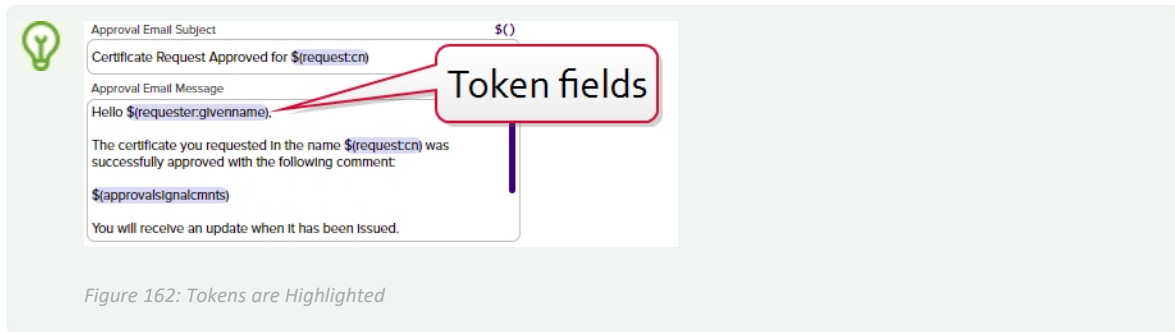 Approval Email Subject
$()
Certificate Request Approved for $(request:cn)
Token fields
Approval Email Message
Hello $(requester:givenname),
The certificate you requested in the name $(request:cn) was
successfully approved with the following comment:
$(approvalsignalcmnts)
You will receive an update when it has been issued.
Figure 162: Tokens are Highlighted